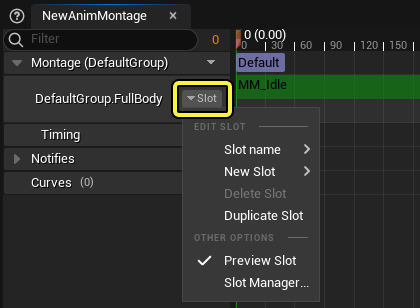 NewAnimMontage ×
Filter 0 0 (0.00)
0 30 60 90 120 150
Montage (DefaultGroup) Default
DefaultGroup.FullBody Slot MM_Idle
EDIT SLOT
Timing Slot name
Notifies New Slot
Curves (0) Delete Slot
Duplicate Slot
OTHER OPTIONS
Preview Slot
Slot Manager...